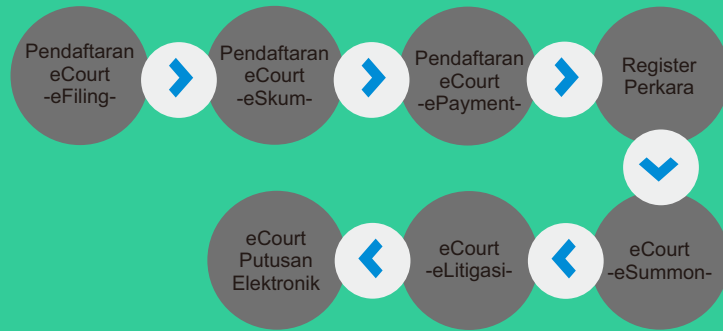 Pendaftaran
eCourt
-eFiling-
Pendaftaran
eCourt
-eSkum-
Pendaftaran
eCourt
-ePayment-
Register
Perkara
eCourt
-eSummon-
eCourt
-eLitigasi-
eCourt
Putusan
Elektronik